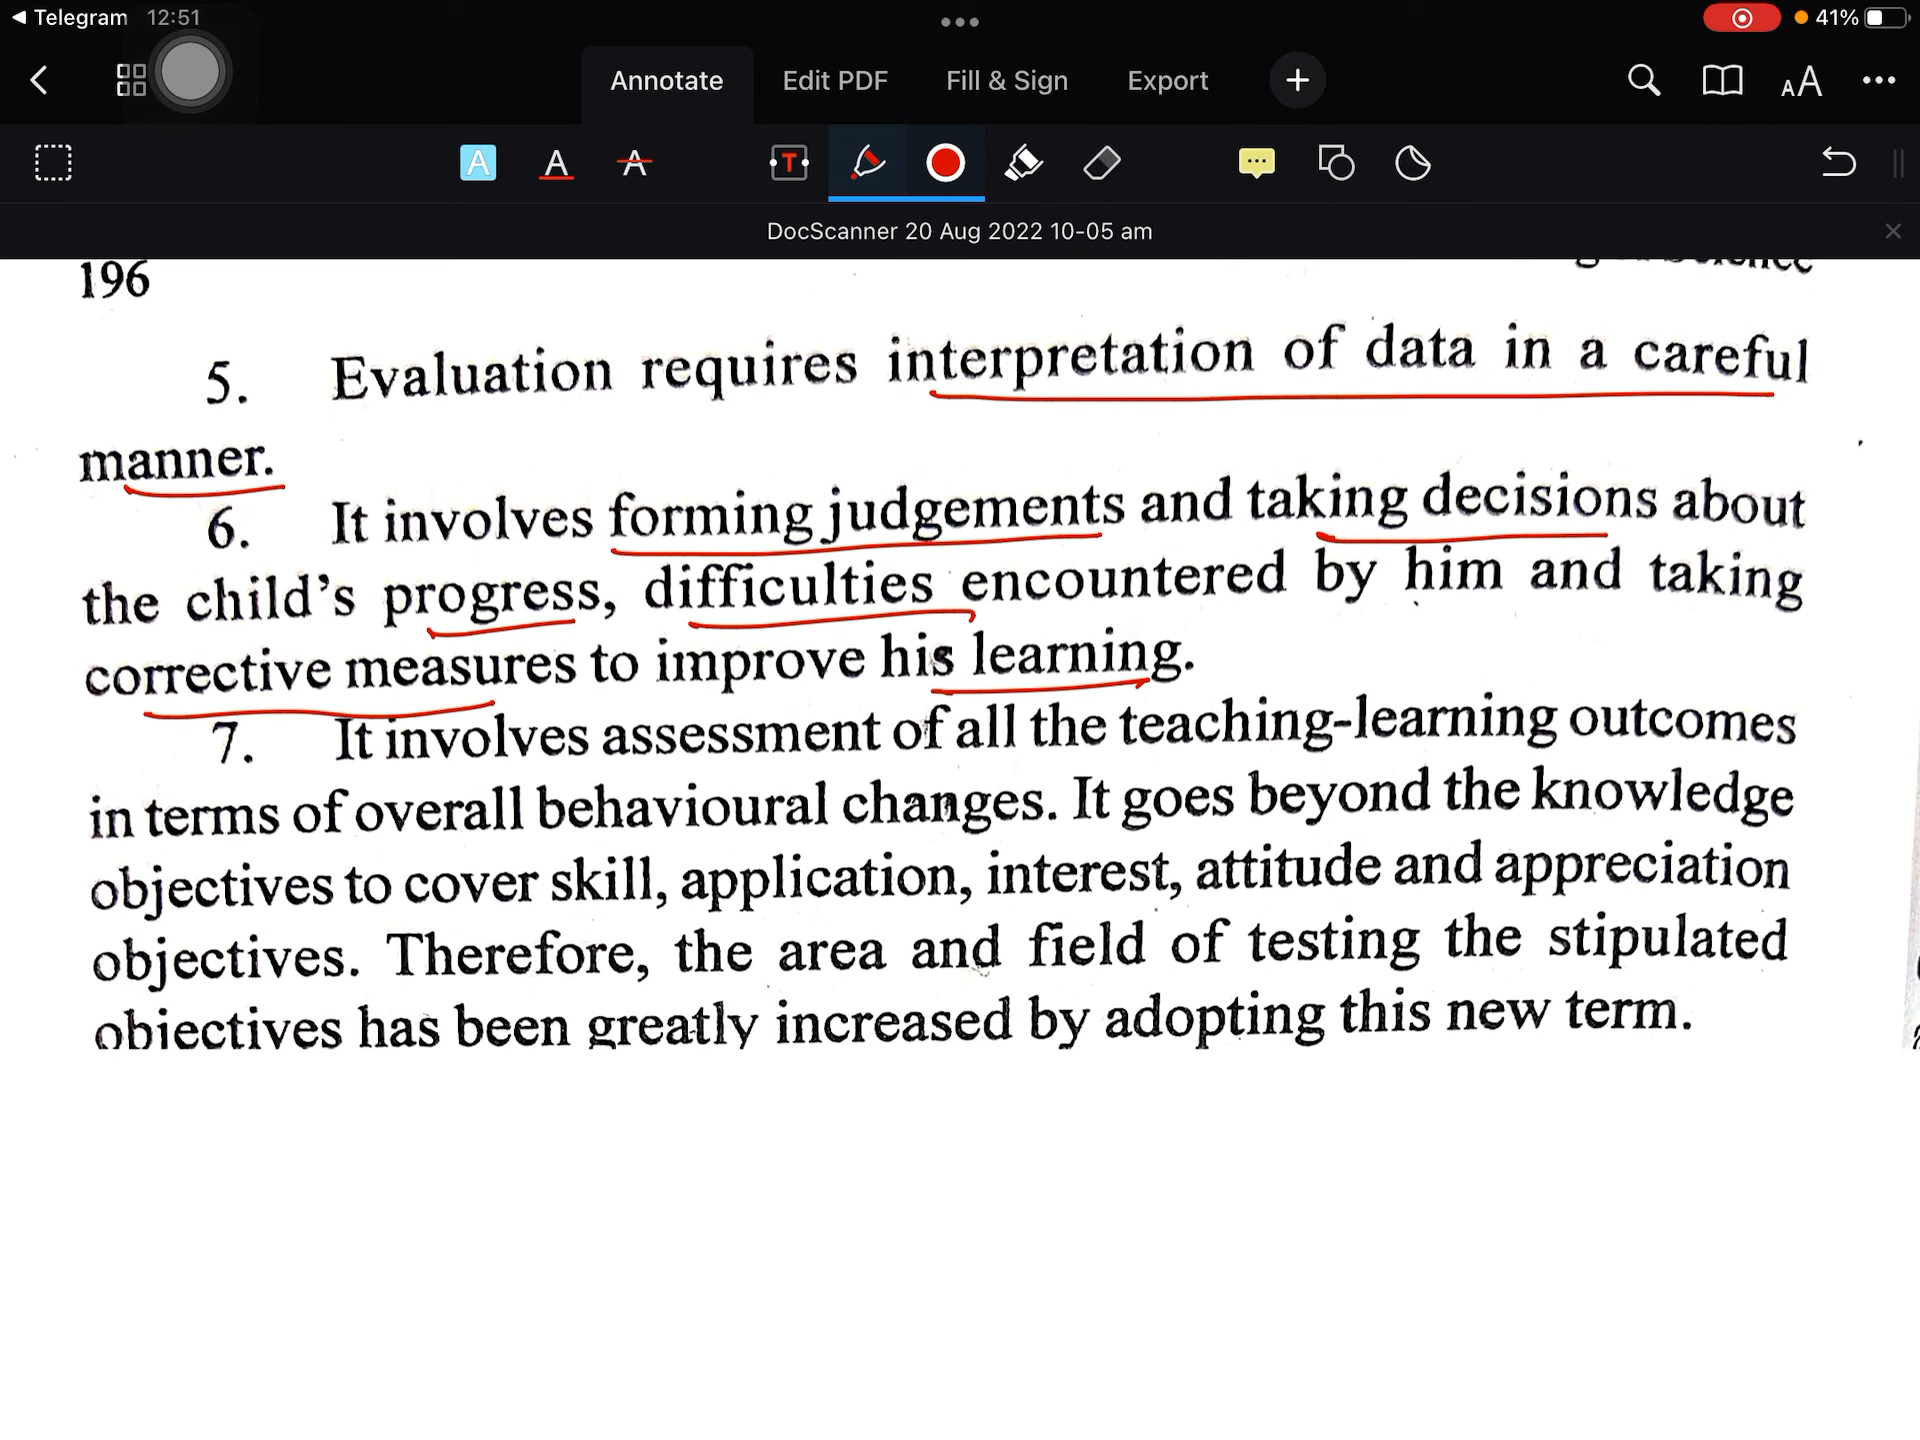 Telegram 12:51
41%
Annotate Edit PDF Fill & Sign Export
DocScanner 20 Aug 2022 10-05 am
196
5. Evaluation requires interpretation of data in a careful
manner.
6. It involves forming judgements and taking decisions about
the child's progress, difficulties encountered by him and taking
corrective measures to improve his learning.
7. It involves assessment of all the teaching-learning outcomes
in terms of overall behavioural changes. It goes beyond the knowledge
objectives to cover skill, application, interest, attitude and appreciation
objectives. Therefore, the area and field of testing the stipulated
objectives has been greatly increased by adopting this new term.